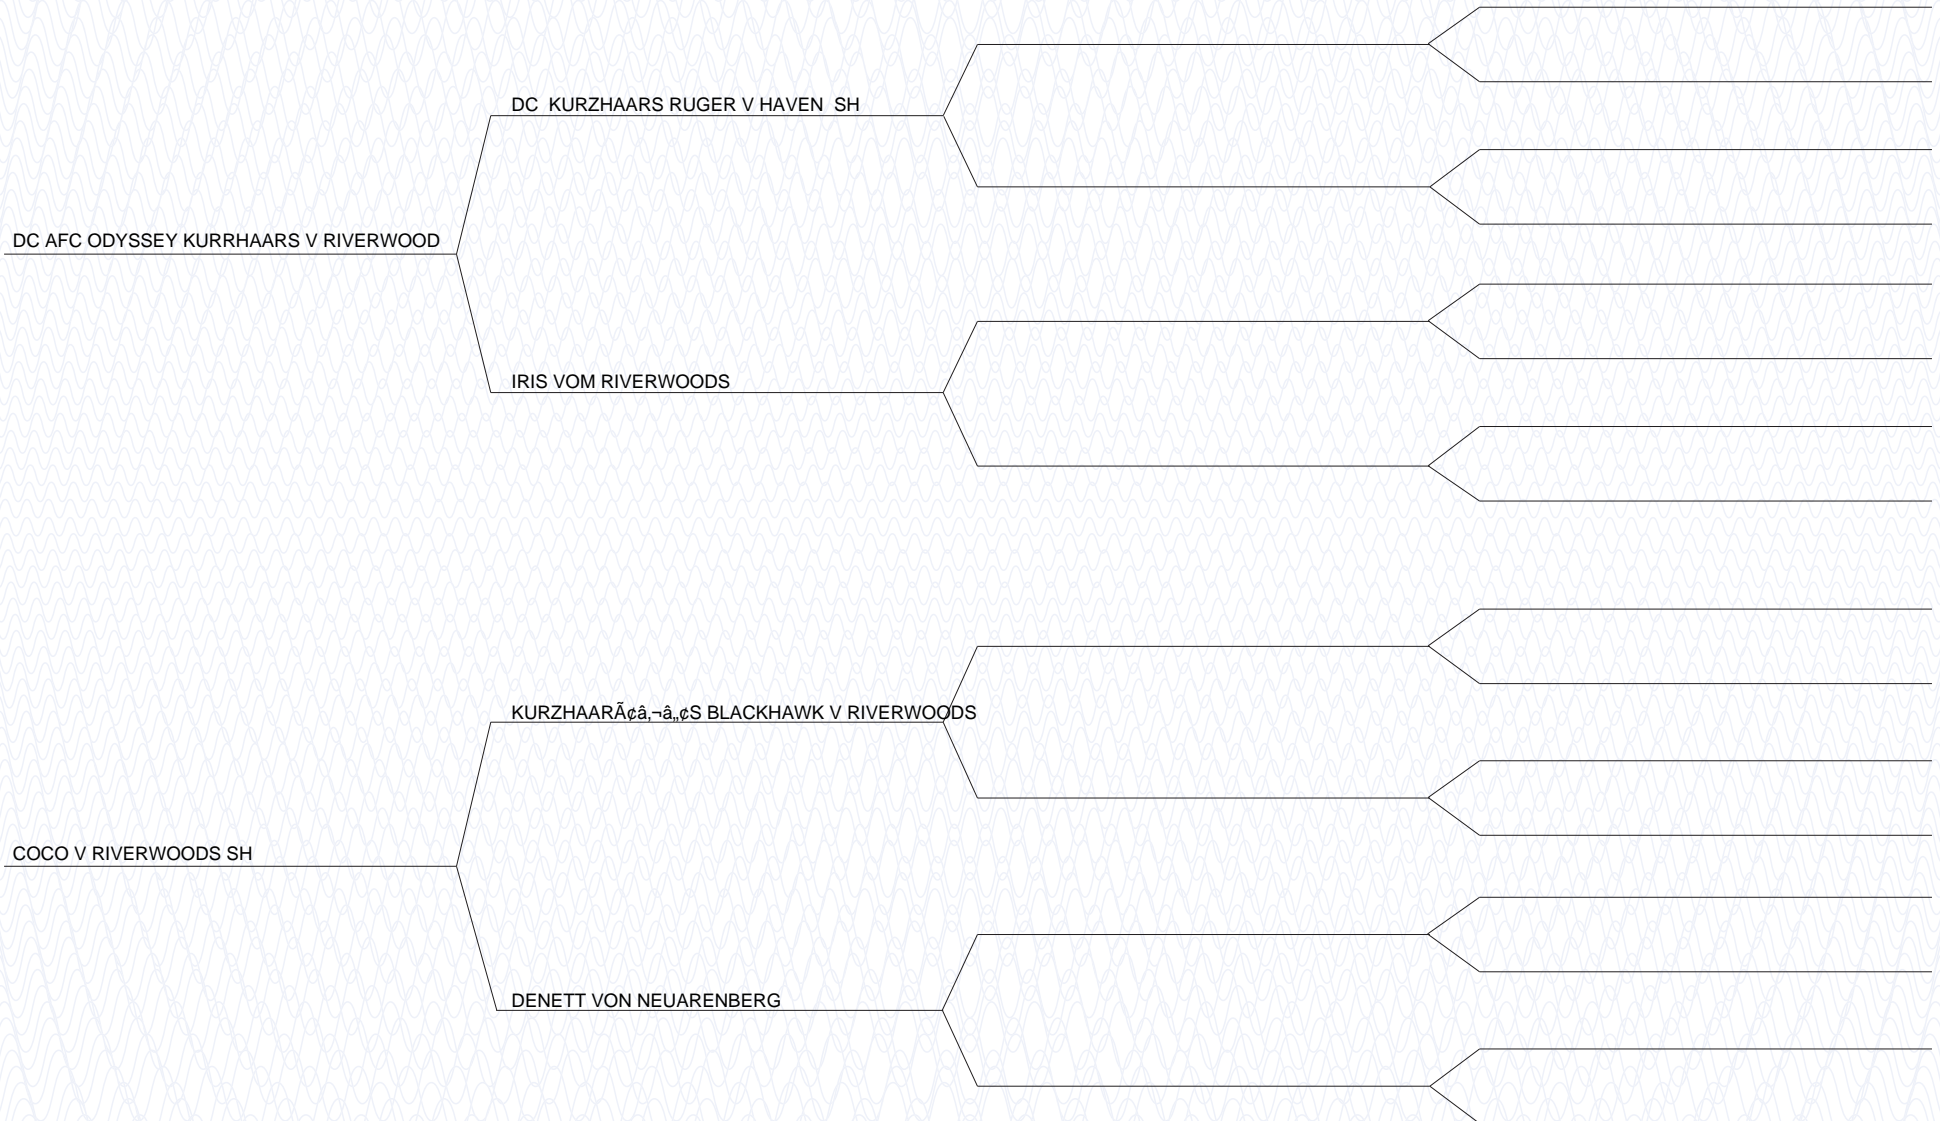 DC  KURZHAARS RUGER V HAVEN  SH
DC AFC ODYSSEY KURRHAARS V RIVERWOOD
IRIS VOM RIVERWOODS
KURZHAARÃ¢â‚¬â„¢S BLACKHAWK V RIVERWOODS
COCO V RIVERWOODS SH
DENETT VON NEUARENBERG